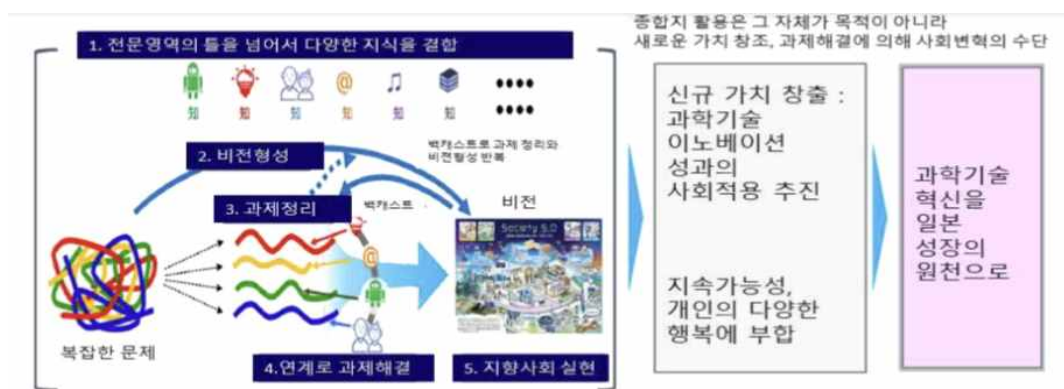 종합지 활용은 그 자체가 목적이 아니라
새로운 가치 창조, 과제해결에 의해 사회변혁의 수단
1. 전문영역의 틀을 넘어서 다양한 지식을 결합
@
知 知 知 知 知 知
2. 비전형성
백캐스트로 과제 정리와
비전형성 반복
3. 과제정리
백캐스트
비전
Society 5.0
@
복잡한 문제
4.연계로 과제해결
5. 지향사회 실현
신규 가치 창출 :
과학기술
이노베이션
성과의
사회적용 추진
지속가능성,
개인의 다양한
행복에 부합
과학기술
혁신을
일본
성장의
원천으로